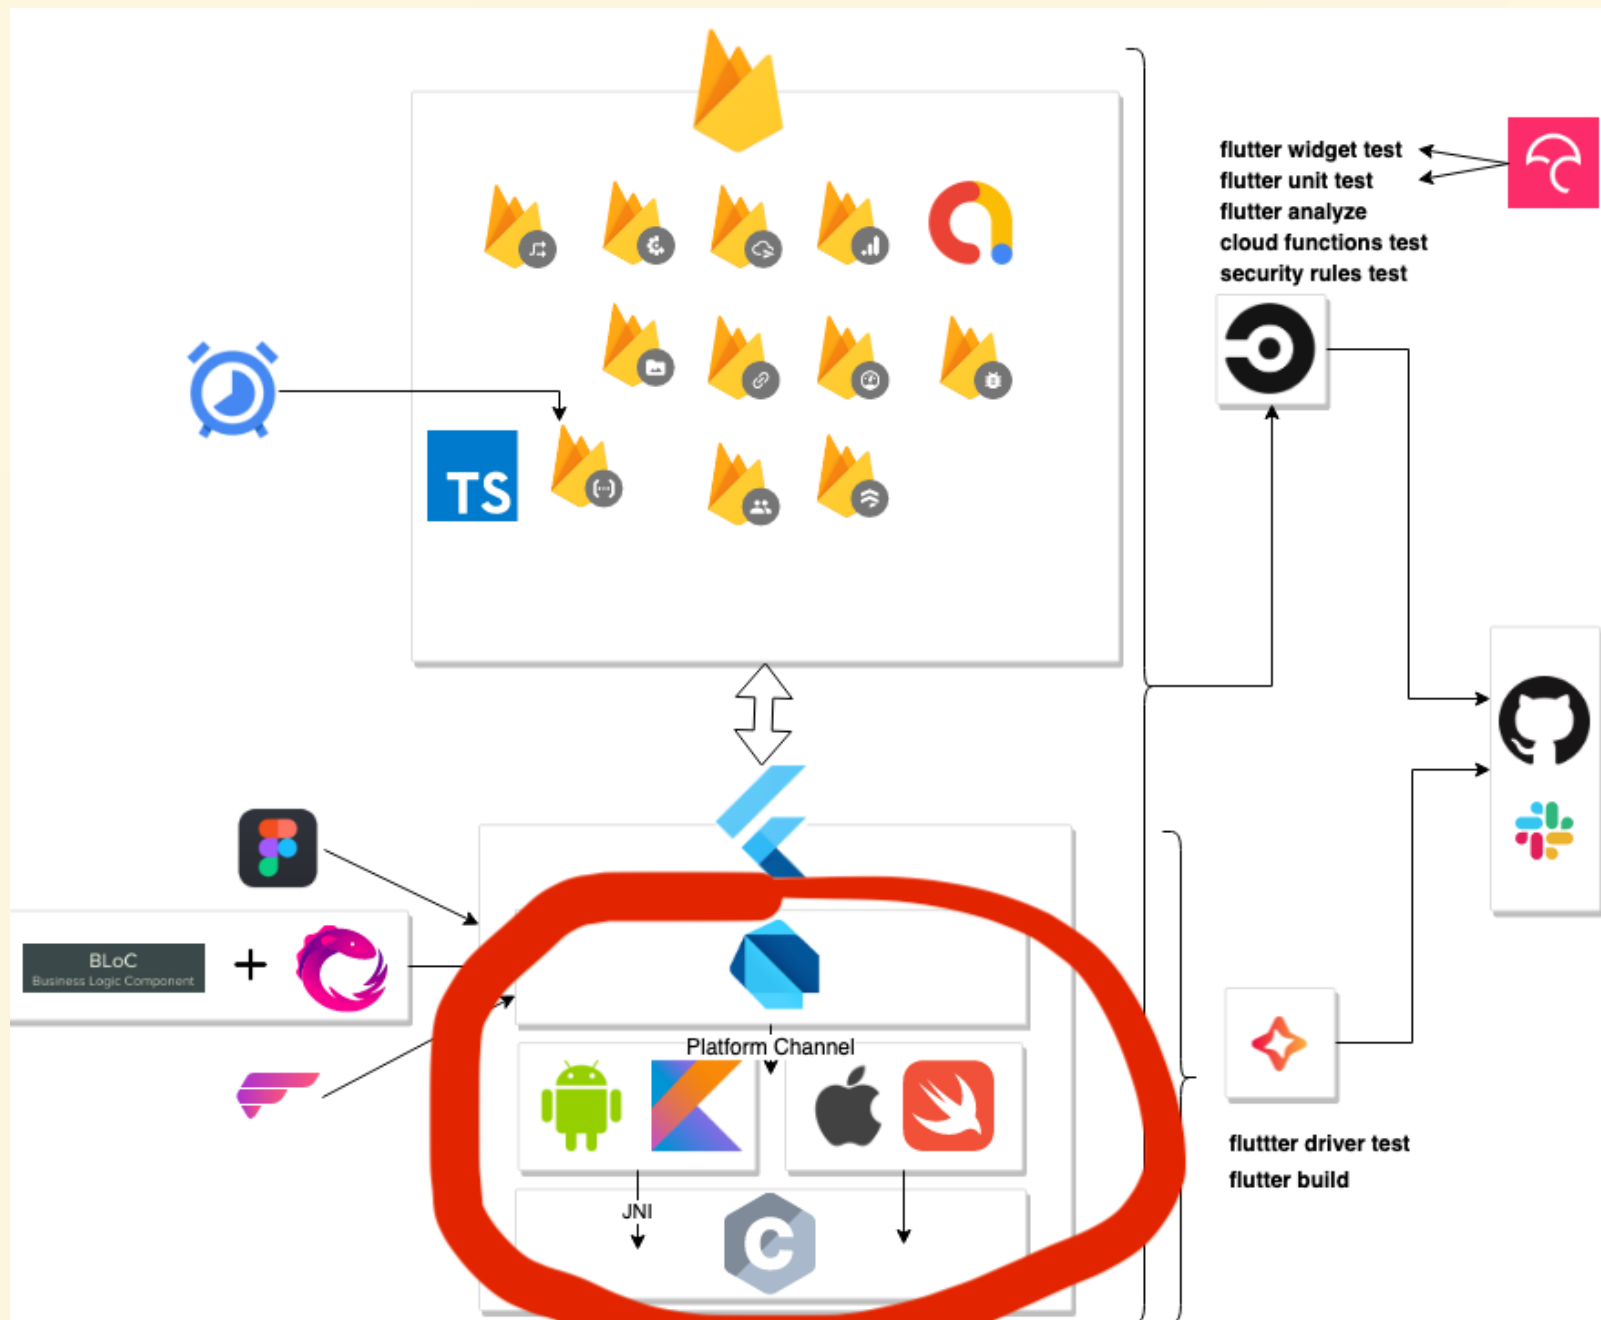 flutter widget test
flutter unit test
flutter analyze
cloud functions test
security rules test
TS
BLoC
Business Logic Component
+
Platform Channel
JNI
C
fluttter driver test
flutter build